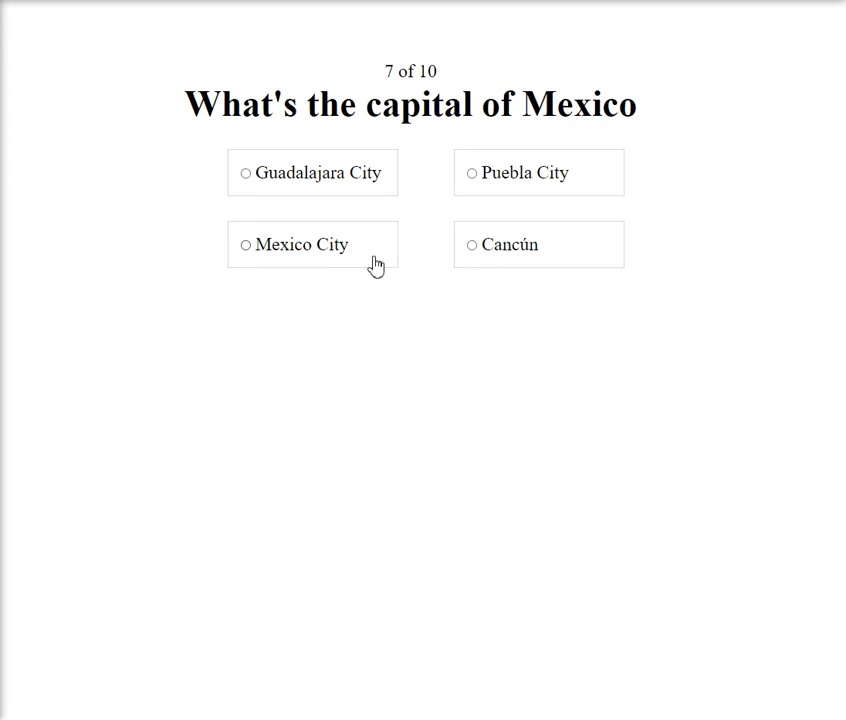 7 of 10
What's the capital of Mexico
Guadalajara City
Puebla City
Mexico City
Cancún